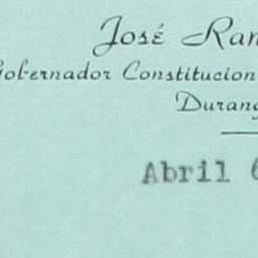 José Ran
Gobernador Constitucion
Durang
Abril 6